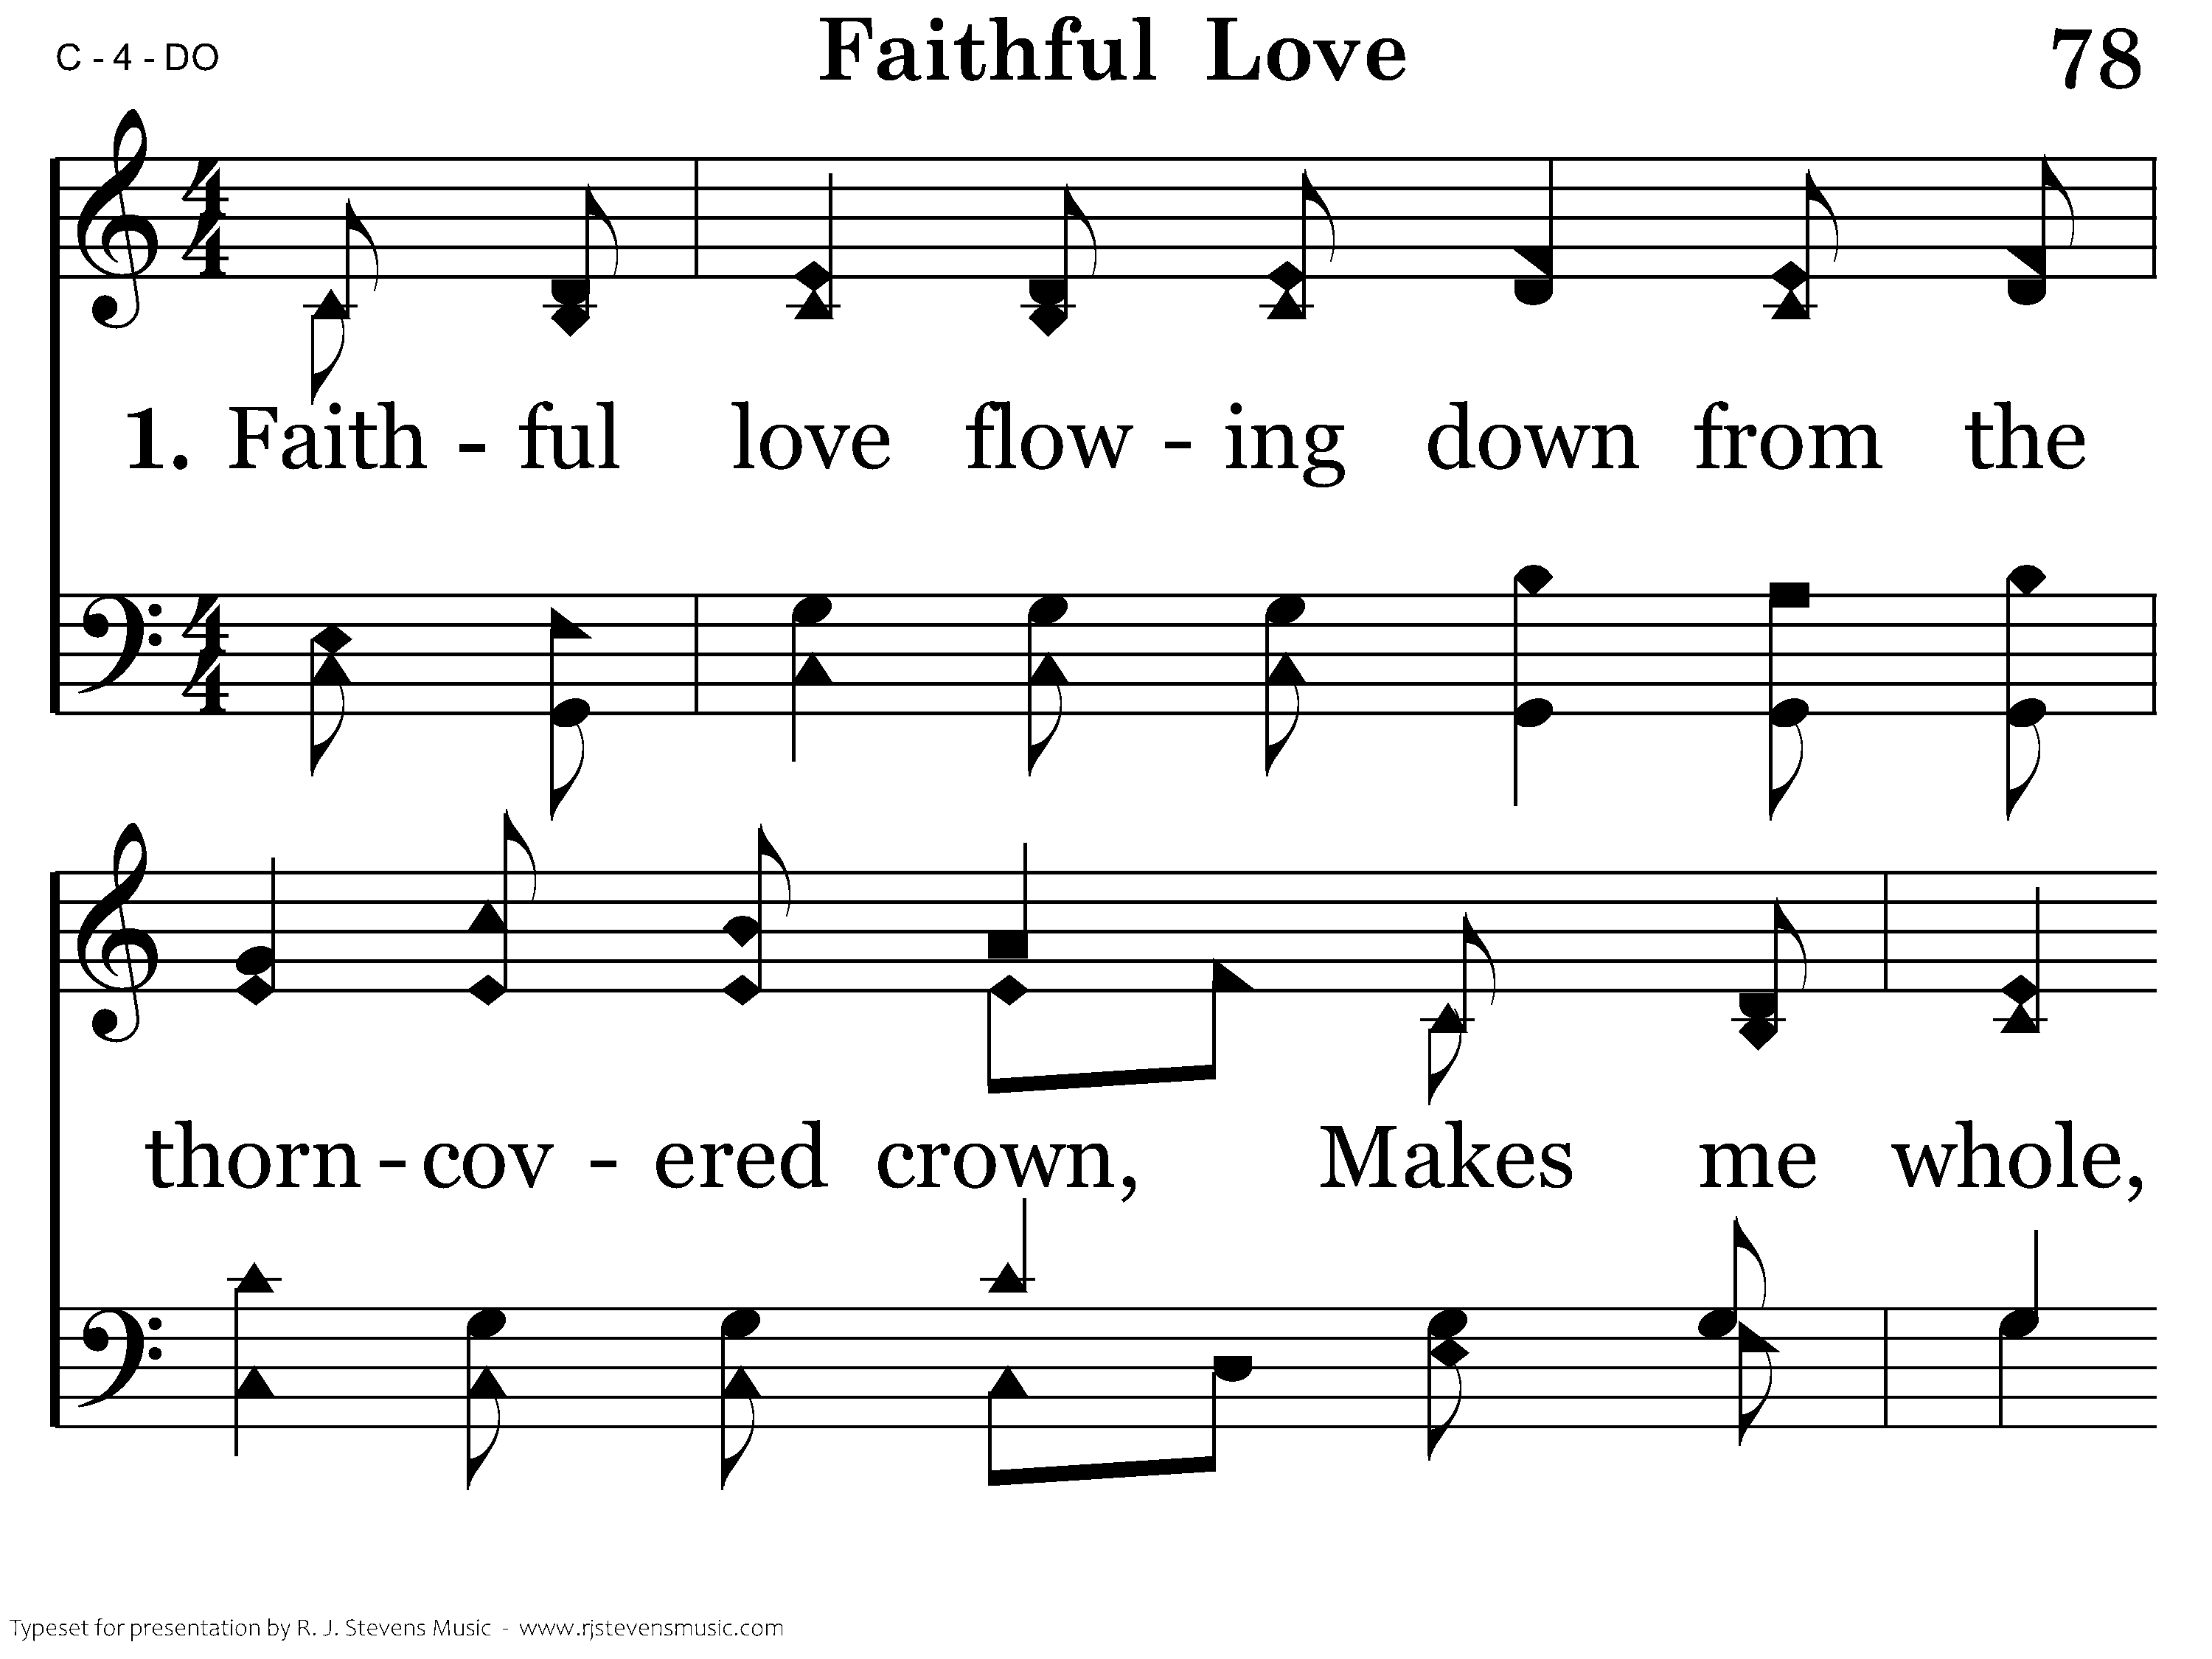 C - 4 - DO
Faithful Love
78
1. Faith - ful love flow - ing down from the
thorn - cov - ered crown, Makes me whole,
Typeset for presentation by R. J. Stevens Music - www.rjstevensmusic.com